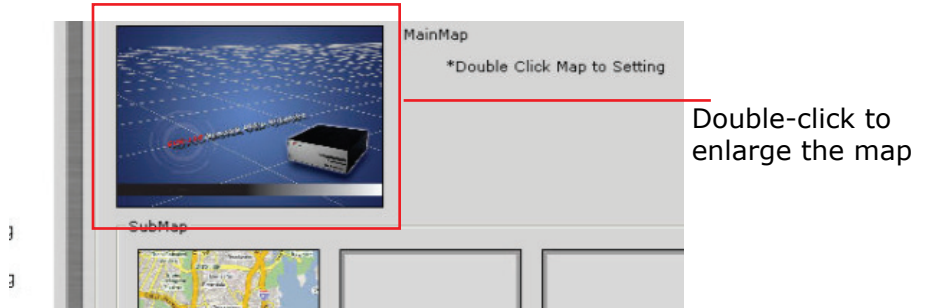 MainMap
*Double Click Map to Setting
Double-click to
enlarge the map
SubMap
g
g